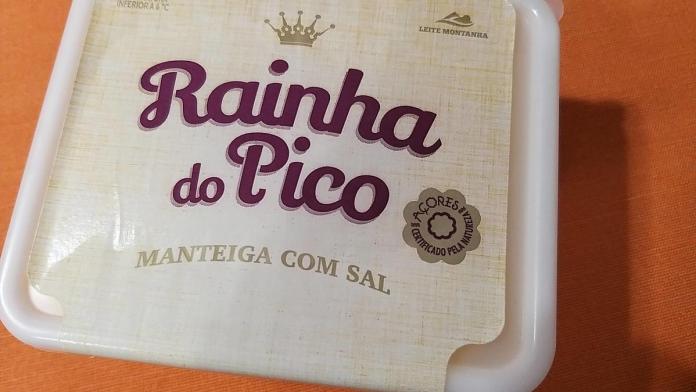 INFERIOR A 6 °C
LEITE MONTANHA
Rainha
do Pico
AÇORES
CERTIFICADO PELA NATUREZA
MANTEIGA COM SAL